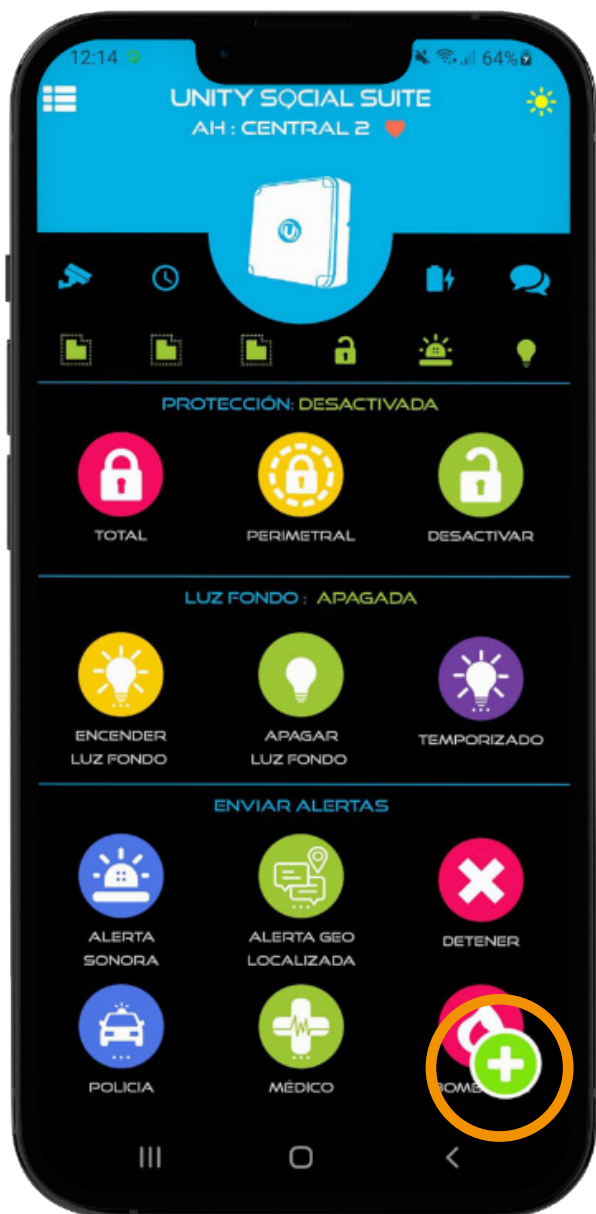 12:14
64%
UNITY SOCIAL SUITE
AH : CENTRAL 2
U
PROTECCIÓN: DESACTIVADA
TOTAL
PERIMETRAL
DESACTIVAR
LUZ FONDO : APAGADA
ENCENDER
LUZ FONDO
APAGAR
LUZ FONDO
TEMPORIZADO
ENVIAR ALERTAS
ALERTA
SONORA
ALERTA GEO
LOCALIZADA
DETENER
POLICIA
MÉDICO